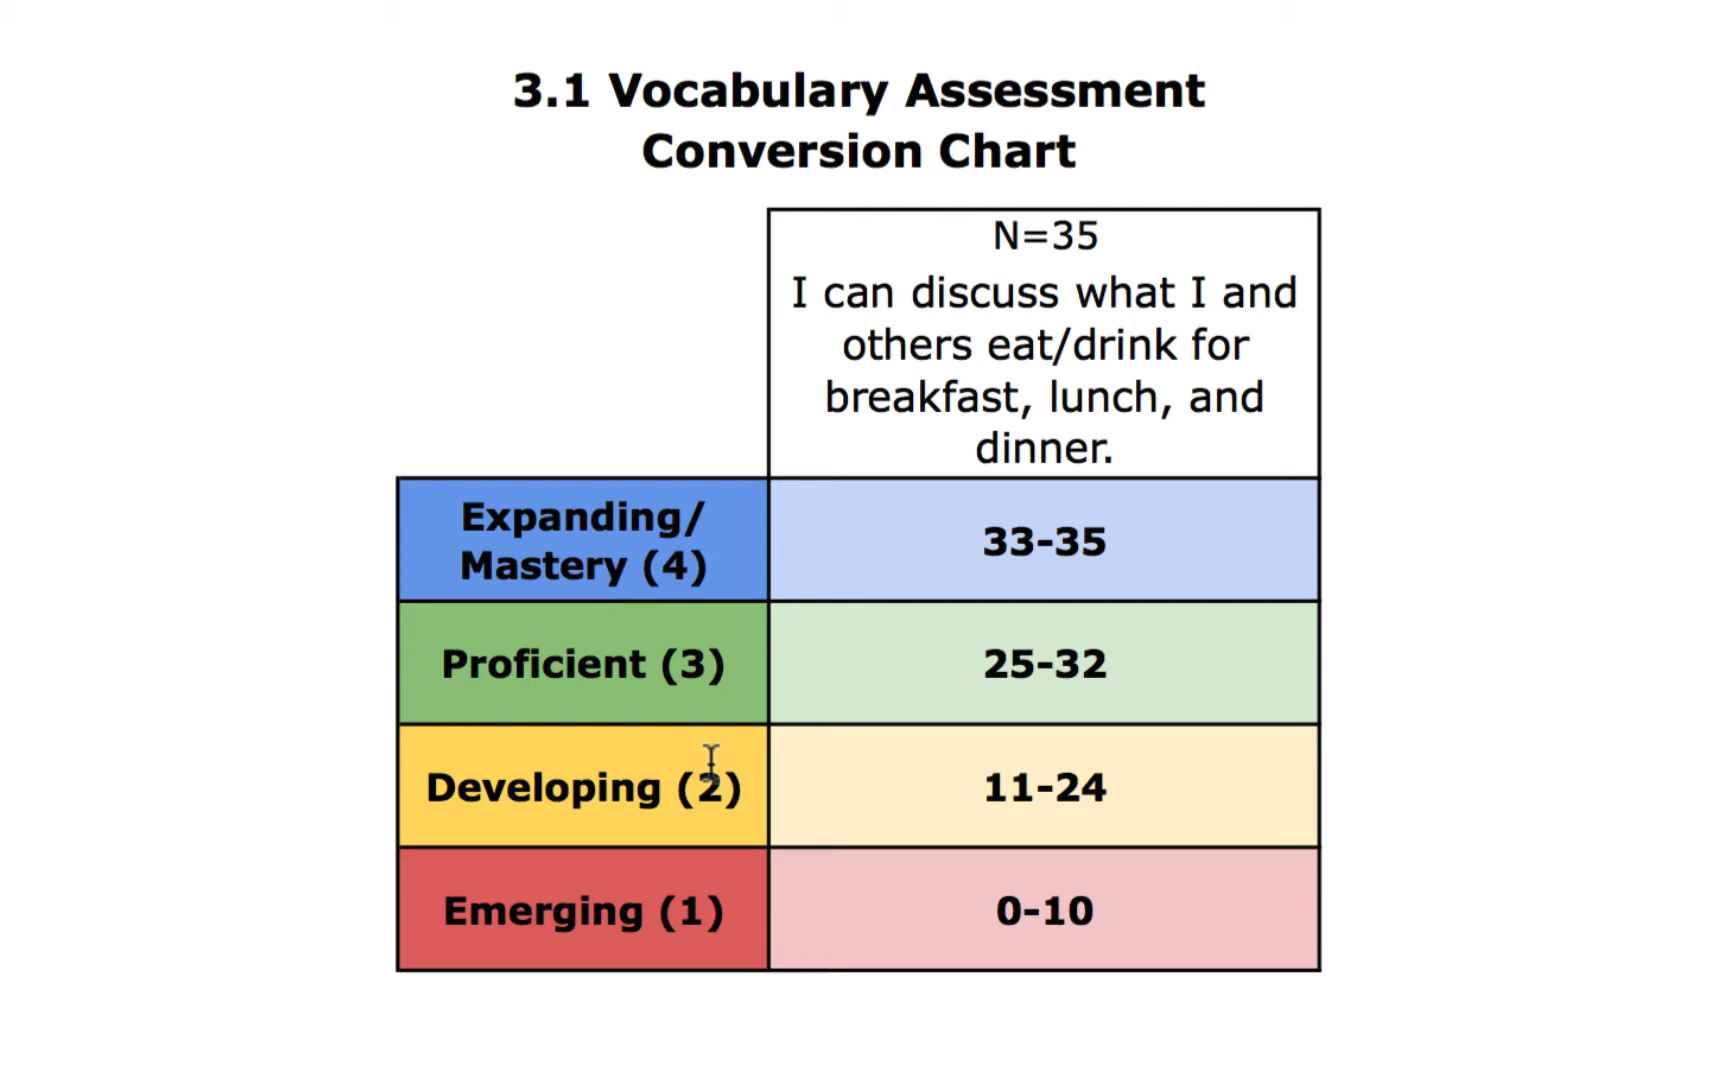 3.1 Vocabulary Assessment
Conversion Chart
N=35
I can discuss what I and
others eat/drink for
breakfast, lunch, and
dinner.
Expanding/
Mastery (4)
33-35
Proficient (3)
25-32
Developing (2)
11-24
Emerging (1)
0-10